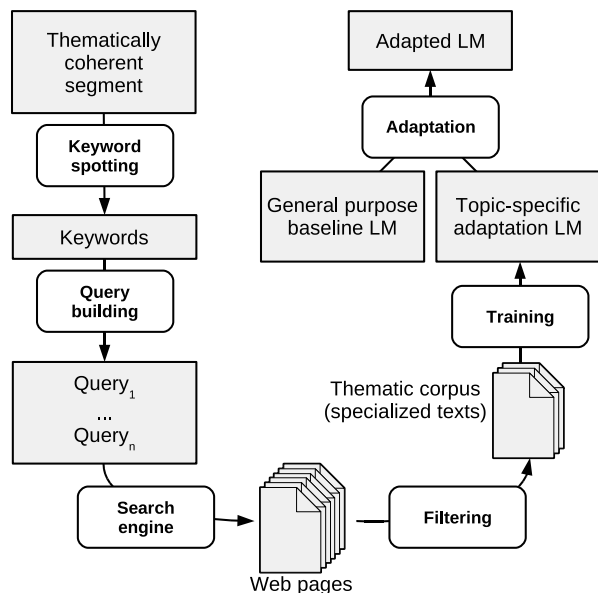 Thematically
coherent
segment
Keyword
spotting
Keywords
Query
building
Query1
...
Queryn
Search
engine
Web pages
Filtering
Thematic corpus
(specialized texts)
Training
Topic-specific
adaptation LM
General purpose
baseline LM
Adaptation
Adapted LM